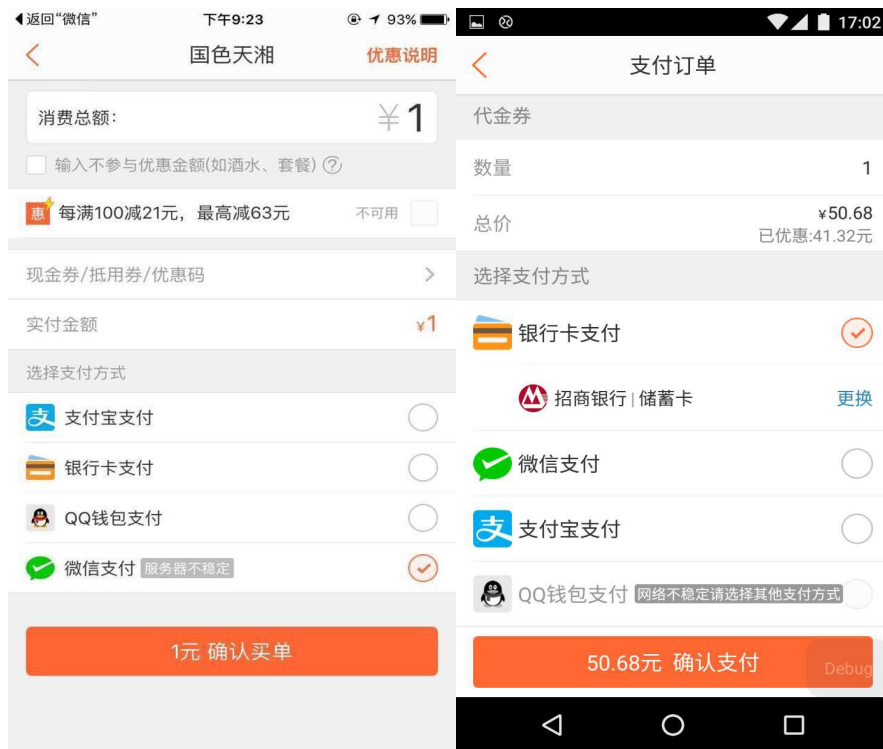 返回“微信”
下午9:23
93%
国色天湘
优惠说明
消费总额：
￥1
输入不参与优惠金额(如酒水、套餐)
?
惠
每满100减21元，最高减63元
不可用
现金券/抵用券/优惠码
实付金额
¥1
选择支付方式
支
支付宝支付
银行卡支付
QQ钱包支付
微信支付 服务器不稳定
1元 确认买单
17:02
支付订单
代金券
数量
1
总价
¥50.68
已优惠:41.32元
选择支付方式
银行卡支付
招商银行 | 储蓄卡
更换
微信支付
支
支付宝支付
QQ钱包支付 网络不稳定请选择其他支付方式
50.68元 确认支付
Debug